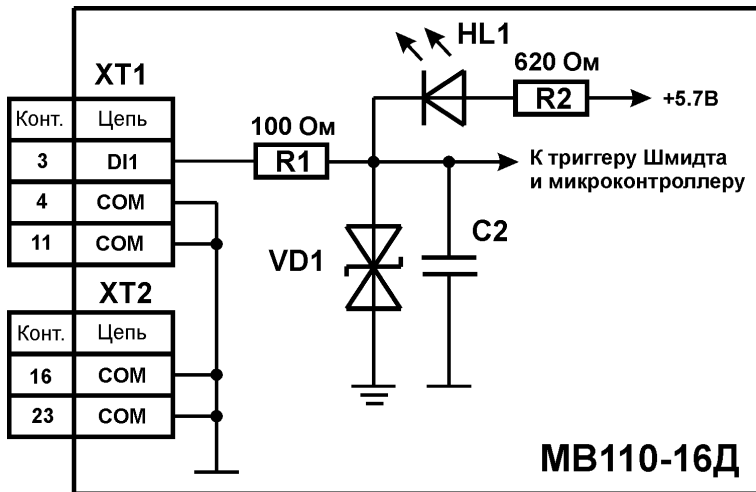 HL1
XT1
620 Ом
R2
+5.7В
Конт. Цепь
100 Ом
3 DI1
R1
К триггеру Шмидта
и микроконтроллеру
4 COM
11 COM
VD1
C2
XT2
Конт. Цепь
16 COM
23 COM
МВ110-16Д